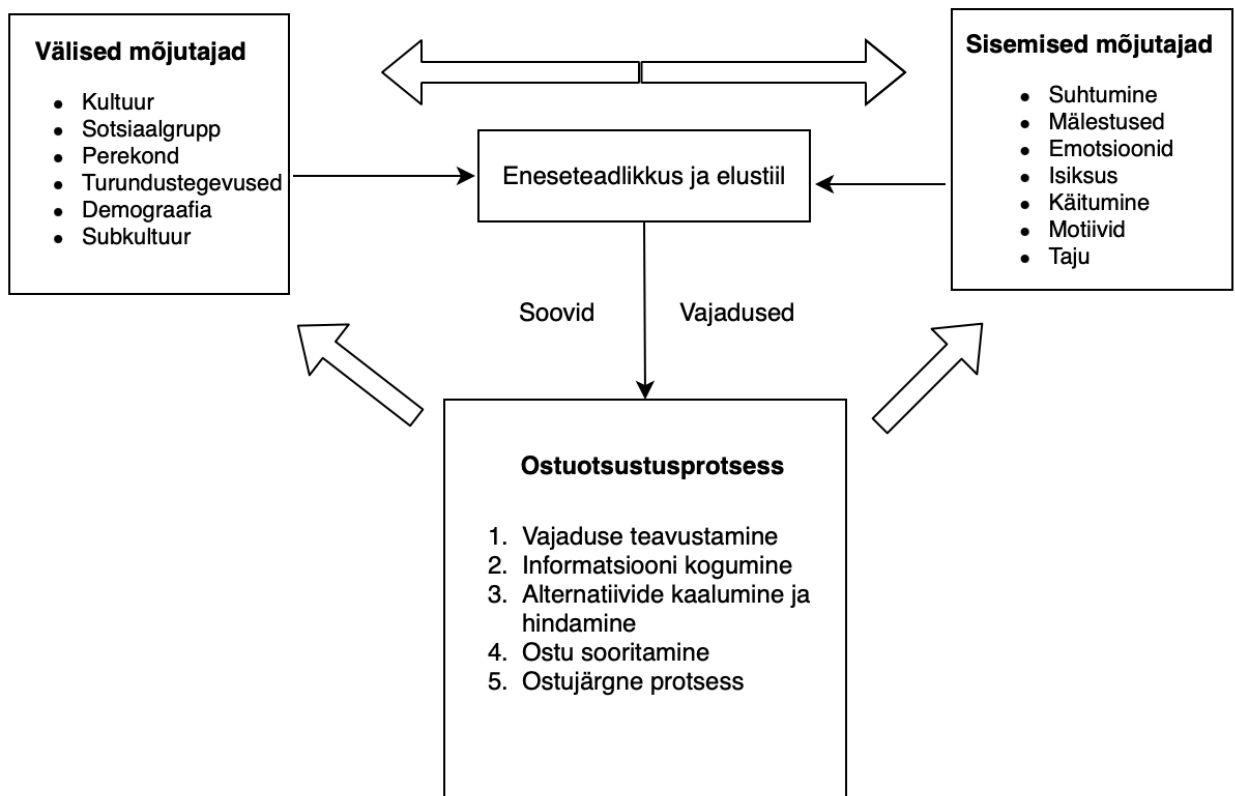 Välised mõjutajad
• Kultuur
• Sotsiaalgrupp
• Perekond
• Turundustegevused
• Demograafia
• Subkultuur
Sisemised mõjutajad
• Suhtumine
• Mälestused
• Emotsioonid
• Isiksus
• Käitumine
• Motiivid
• Taju
Eneseteadlikkus ja elustiil
Soovid
Vajadused
Ostuotsustusprotsess
1. Vajaduse teavustamine
2. Informatsiooni kogumine
3. Alternatiivide kaalumine ja
hindamine
4. Ostu sooritamine
5. Ostujärgne protsess